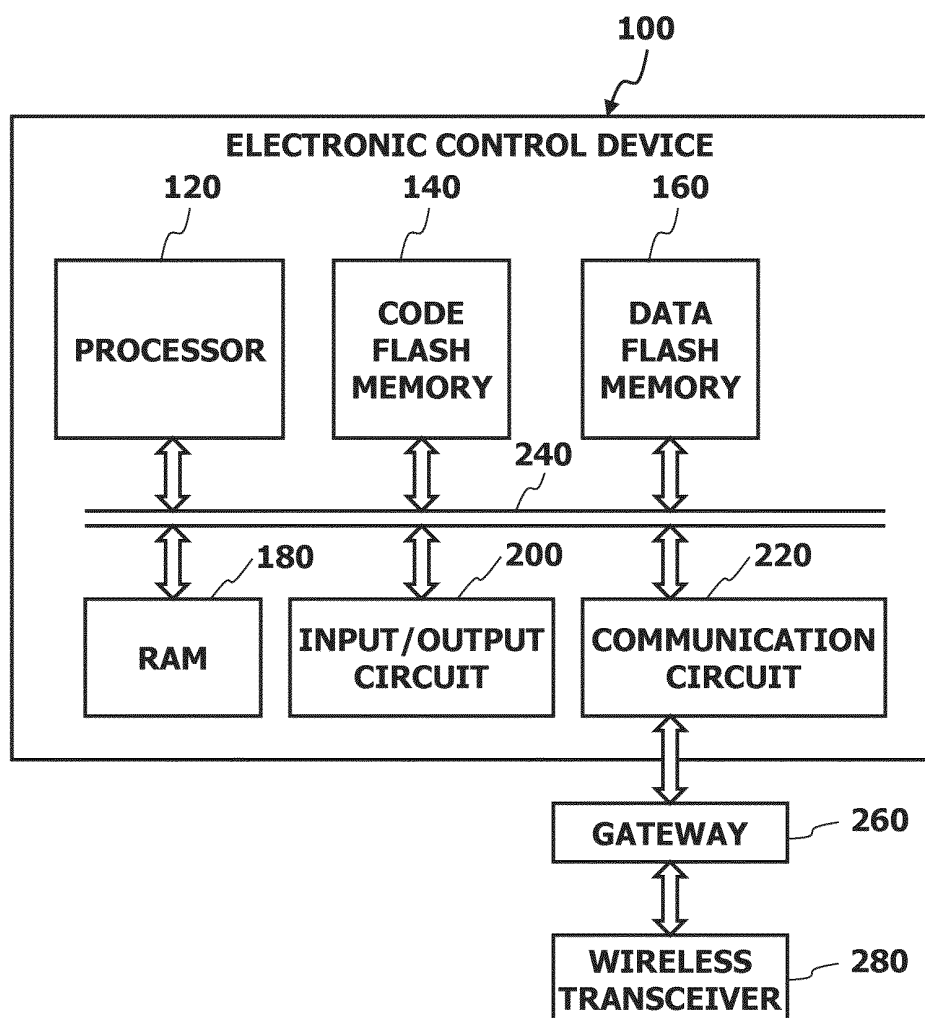 100
ELECTRONIC CONTROL DEVICE
120
140
160
PROCESSOR
CODE
FLASH
MEMORY
DATA
FLASH
MEMORY
240
180
200
220
RAM
INPUT/OUTPUT
CIRCUIT
COMMUNICATION
CIRCUIT
GATEWAY
260
WIRELESS
TRANSCEIVER
280